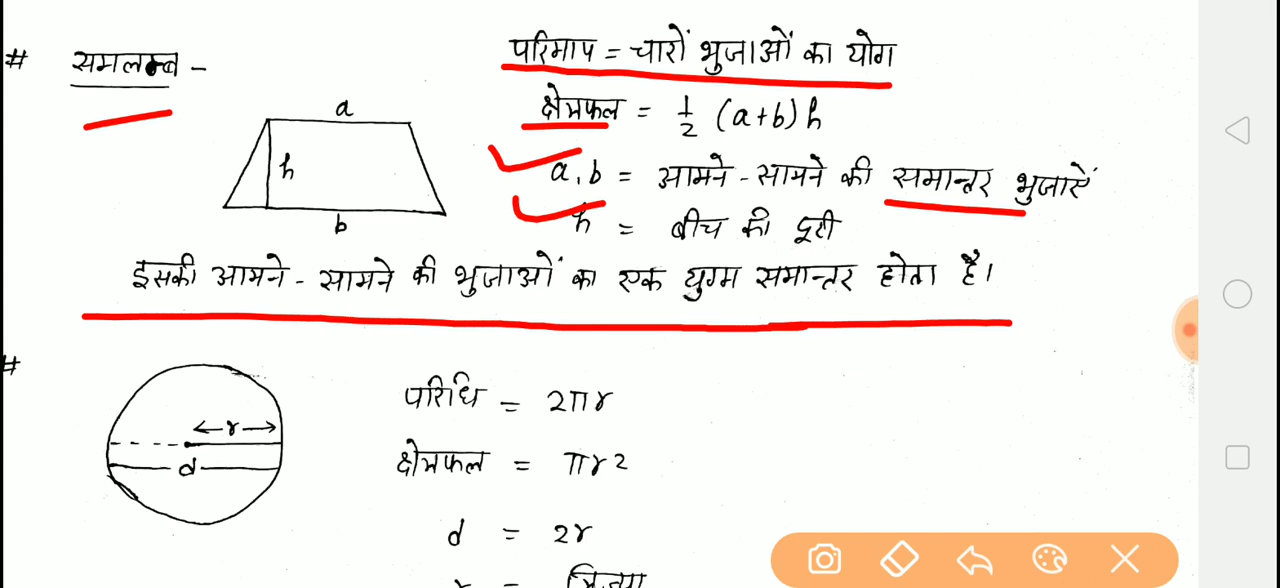 # समलम्ब -
परिमाप = चारों भुजाओं का योग
a
क्षेत्रफल = 1/2 (a+b) h
h
a, b = आमने - सामने की समान्तर भुजाऐं
b
h = बीच की दूरी
इसकी आमने - सामने की भुजाओं का एक युग्म समान्तर होता है।
#
परिधि = 2πr
r
क्षेत्रफल = πr2
d
d = 2r
r = त्रिज्या